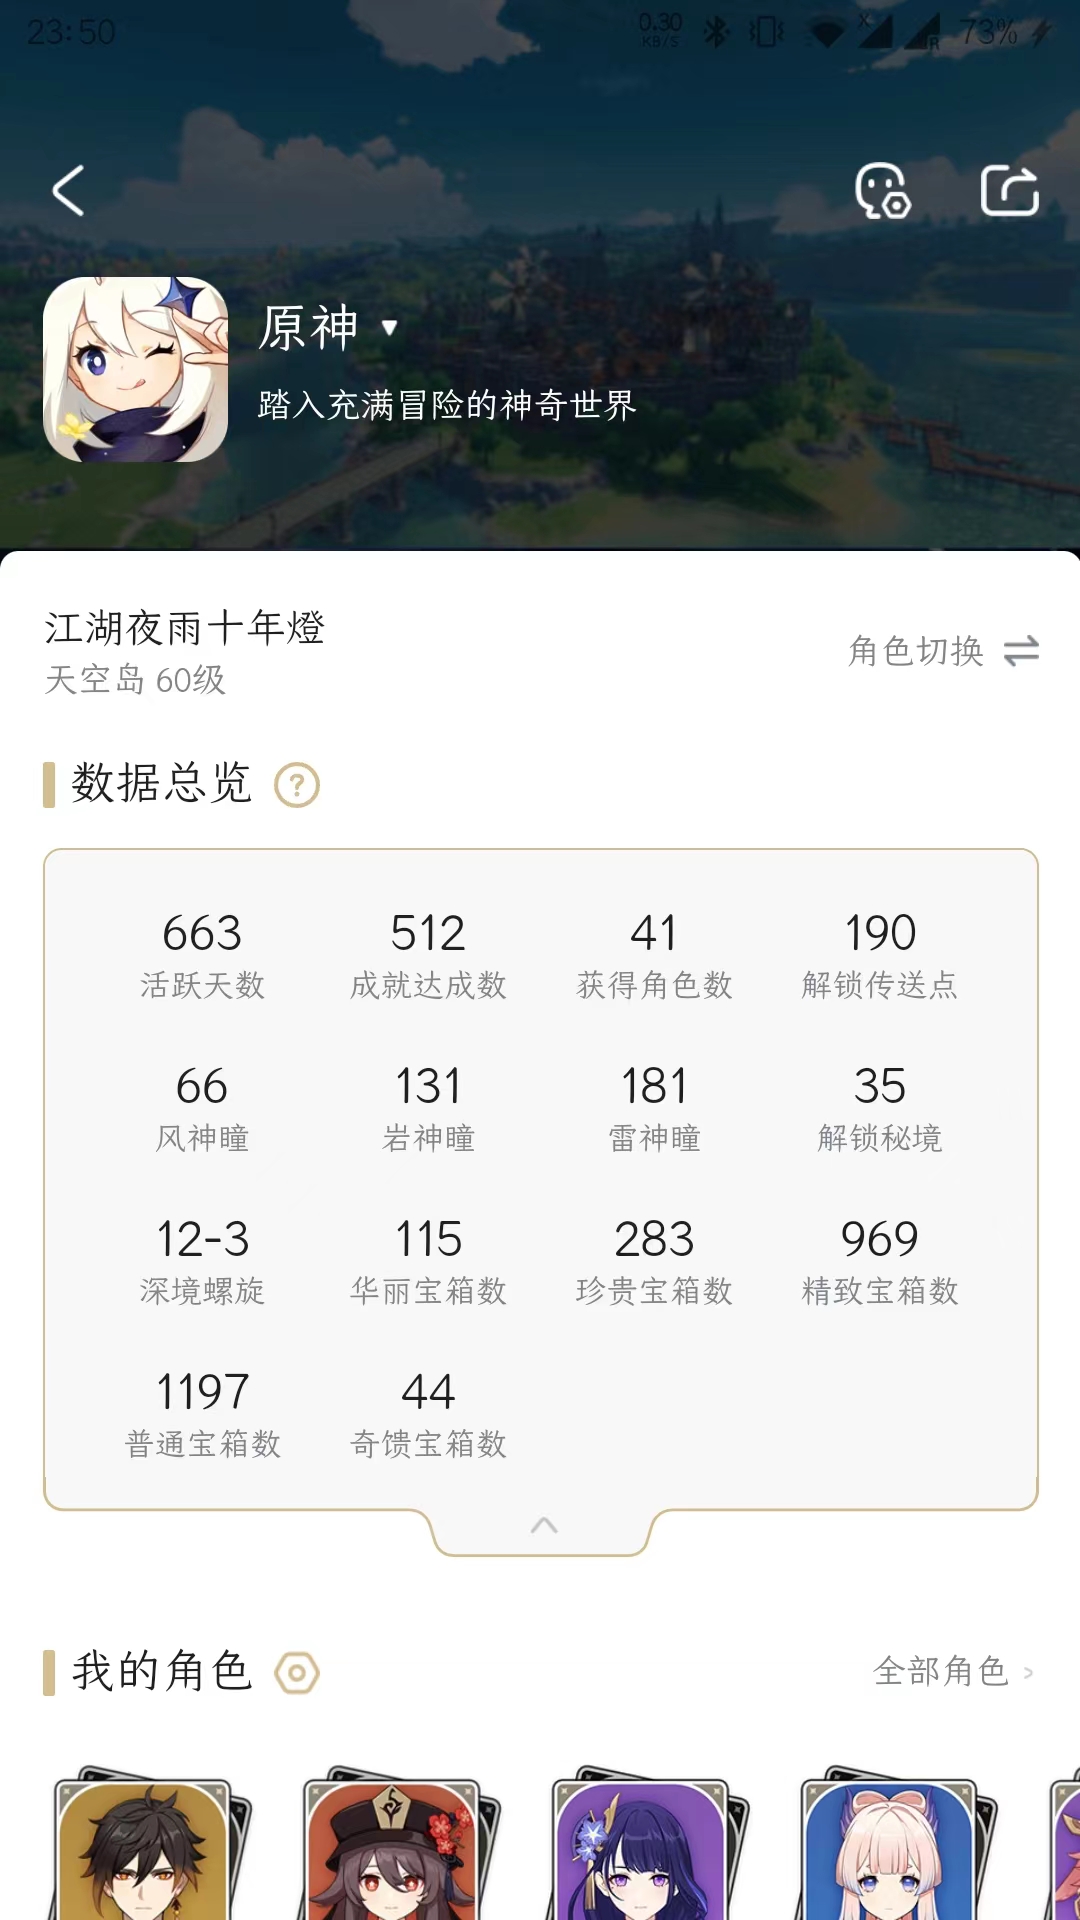 23:50 0.30 KB/S 73%
原神
踏入充满冒险的神奇世界
江湖夜雨十年燈
天空岛 60级
角色切换
数据总览 ?
663 512 41 190
活跃天数 成就达成数 获得角色数 解锁传送点
66 131 181 35
风神瞳 岩神瞳 雷神瞳 解锁秘境
12-3 115 283 969
深境螺旋 华丽宝箱数 珍贵宝箱数 精致宝箱数
1197 44
普通宝箱数 奇馈宝箱数
我的角色
全部角色 >